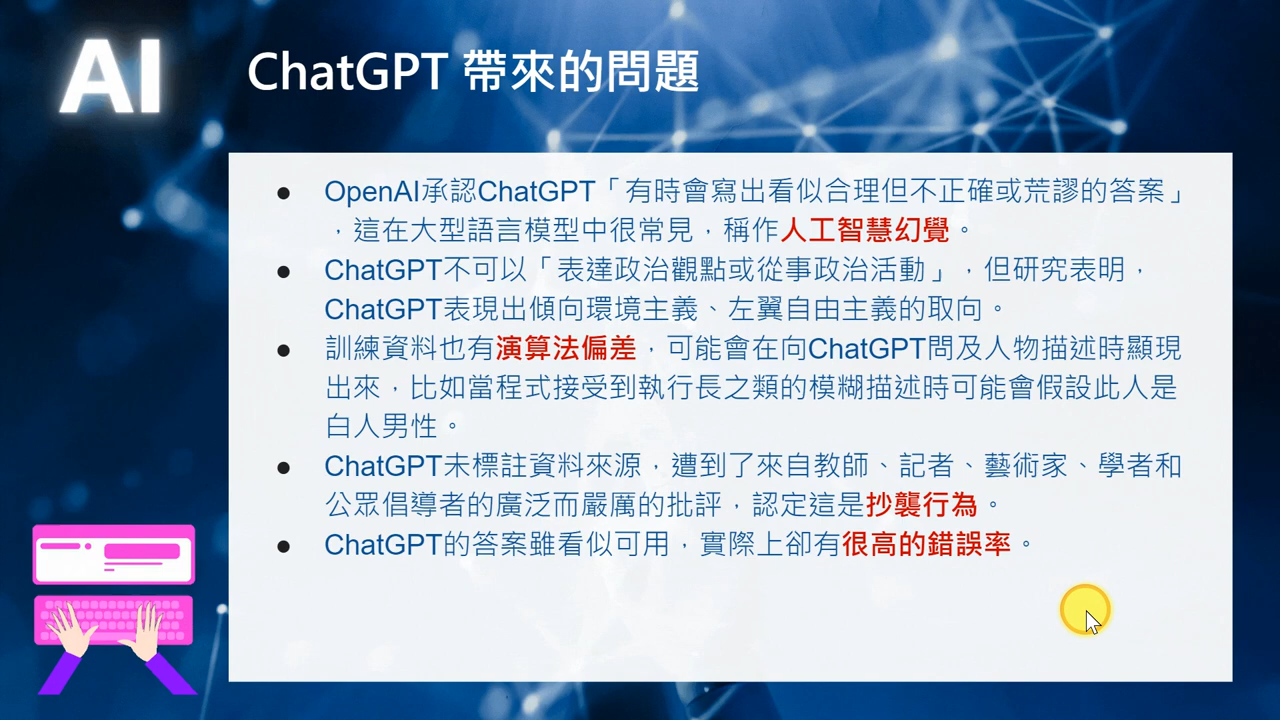 AI
ChatGPT 帶來的問題
● OpenAI承認ChatGPT「有時會寫出看似合理但不正確或荒謬的答案」
，這在大型語言模型中很常見，稱作人工智慧幻覺。
● ChatGPT不可以「表達政治觀點或從事政治活動」，但研究表明，
ChatGPT表現出傾向環境主義、左翼自由主義的取向。
● 訓練資料也有演算法偏差，可能會在向ChatGPT問及人物描述時顯現
出來，比如當程式接受到執行長之類的模糊描述時可能會假設此人是
白人男性。
● ChatGPT未標註資料來源，遭到了來自教師、記者、藝術家、學者和
公眾倡導者的廣泛而嚴厲的批評，認定這是抄襲行為。
● ChatGPT的答案雖看似可用，實際上卻有很高的錯誤率。